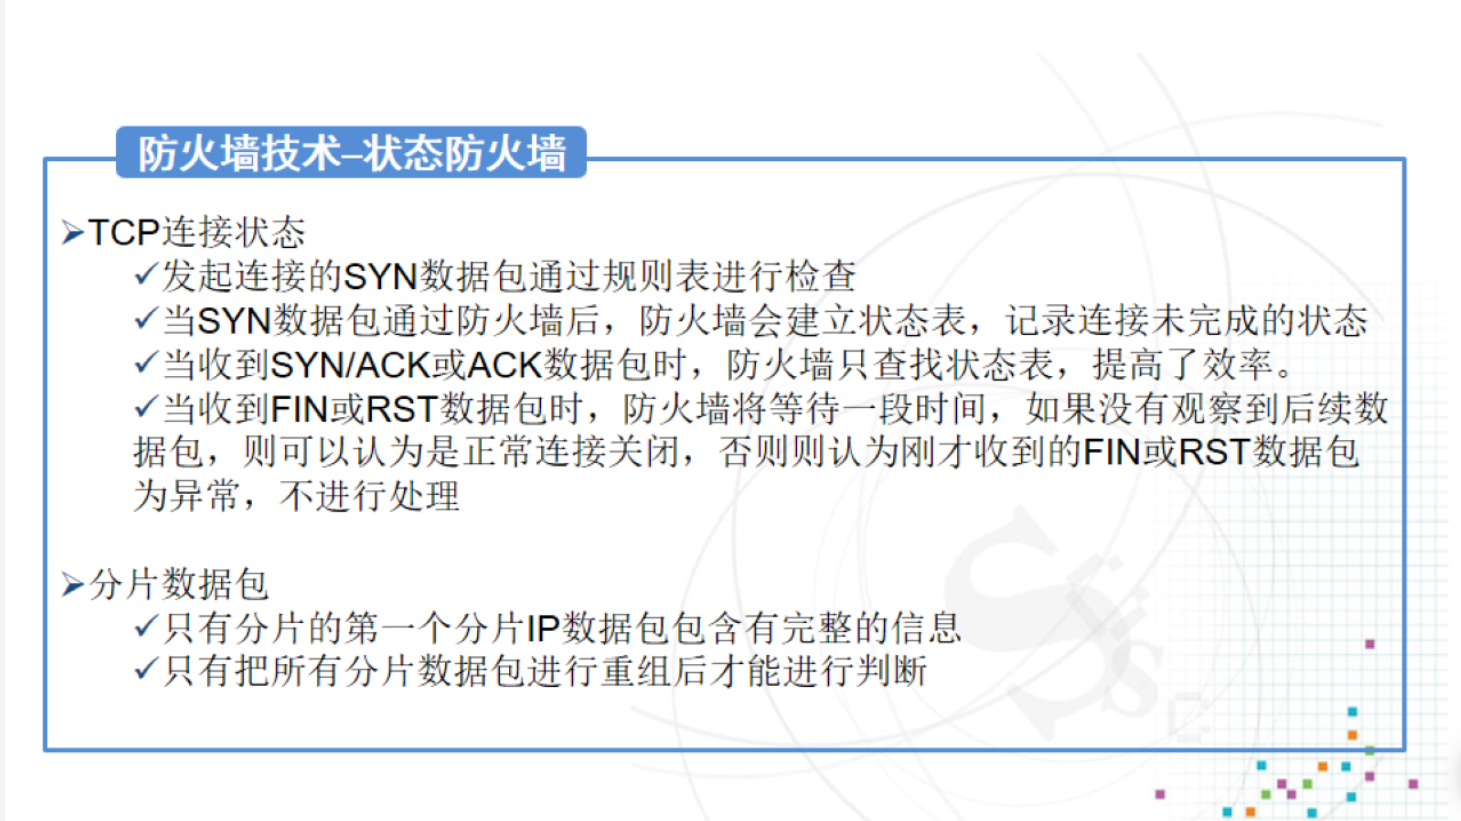 防火墙技术–状态防火墙
➢TCP连接状态
✓发起连接的SYN数据包通过规则表进行检查
✓当SYN数据包通过防火墙后，防火墙会建立状态表，记录连接未完成的状态
✓当收到SYN/ACK或ACK数据包时，防火墙只查找状态表，提高了效率。
✓当收到FIN或RST数据包时，防火墙将等待一段时间，如果没有观察到后续数
据包，则可以认为是正常连接关闭，否则则认为刚才收到的FIN或RST数据包
为异常，不进行处理
➢分片数据包
✓只有分片的第一个分片IP数据包包含有完整的信息
✓只有把所有分片数据包进行重组后才能进行判断